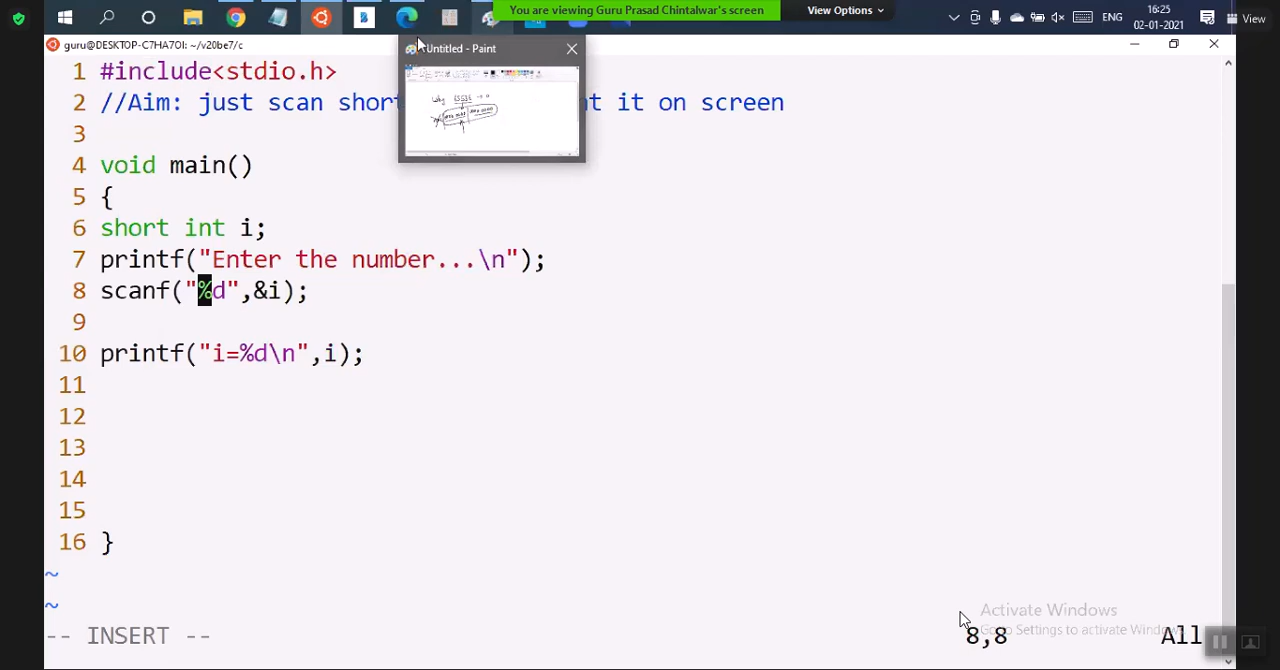 You are viewing Guru Prasad Chintalwar's screen
View Options
ENG
16:25
02-01-2021
View
guru@DESKTOP-C7HA7OI: ~/v20be7/c
Untitled - Paint
1 #include<stdio.h>
2 //Aim: just scan shor nt it on screen
3
4 void main()
5 {
6 short int i;
7 printf("Enter the number...\n");
8 scanf("%d",&i);
9
10 printf("i=%d\n",i);
11
12
13
14
15
16 }
~
~
-- INSERT --
8,8
All
Activate Windows
Go to Settings to activate Windows.